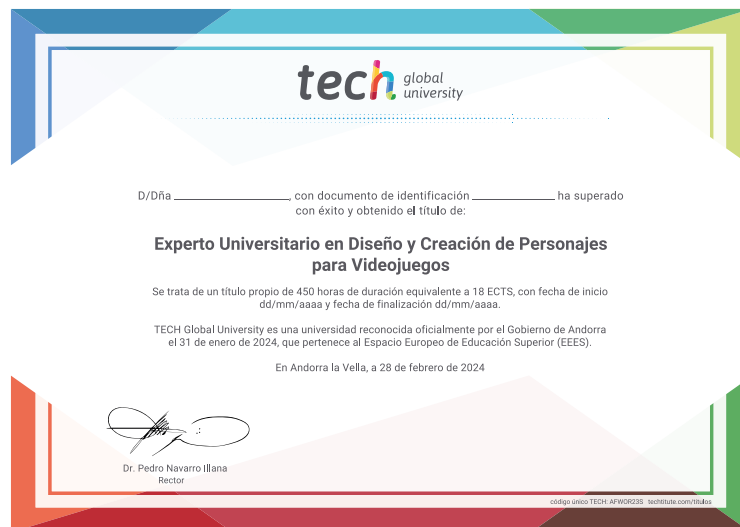 tech global university
D/Dña ____________, con documento de identificación ____________ ha superado
con éxito y obtenido el título de:
Experto Universitario en Diseño y Creación de Personajes
para Videojuegos
Se trata de un título propio de 450 horas de duración equivalente a 18 ECTS, con fecha de inicio
dd/mm/aaaa y fecha de finalización dd/mm/aaaa.
TECH Global University es una universidad reconocida oficialmente por el Gobierno de Andorra
el 31 de enero de 2024, que pertenece al Espacio Europeo de Educación Superior (EEES).
En Andorra la Vella, a 28 de febrero de 2024
Dr. Pedro Navarro Illana
Rector
código único TECH: AFWOR23S techtitute.com/titulos